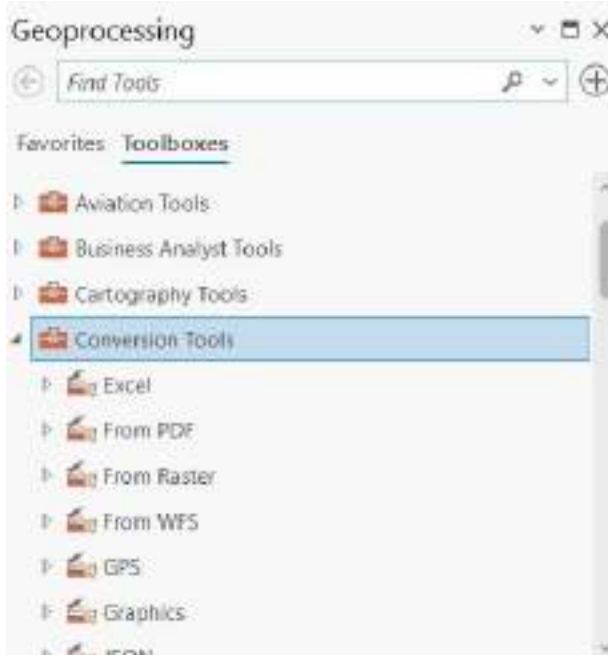 Geoprocessing
Find Tools
Favorites Toolboxes
Aviation Tools
Business Analyst Tools
Cartography Tools
Conversion Tools
Excel
From PDF
From Raster
From WFS
GPS
Graphics
JSON